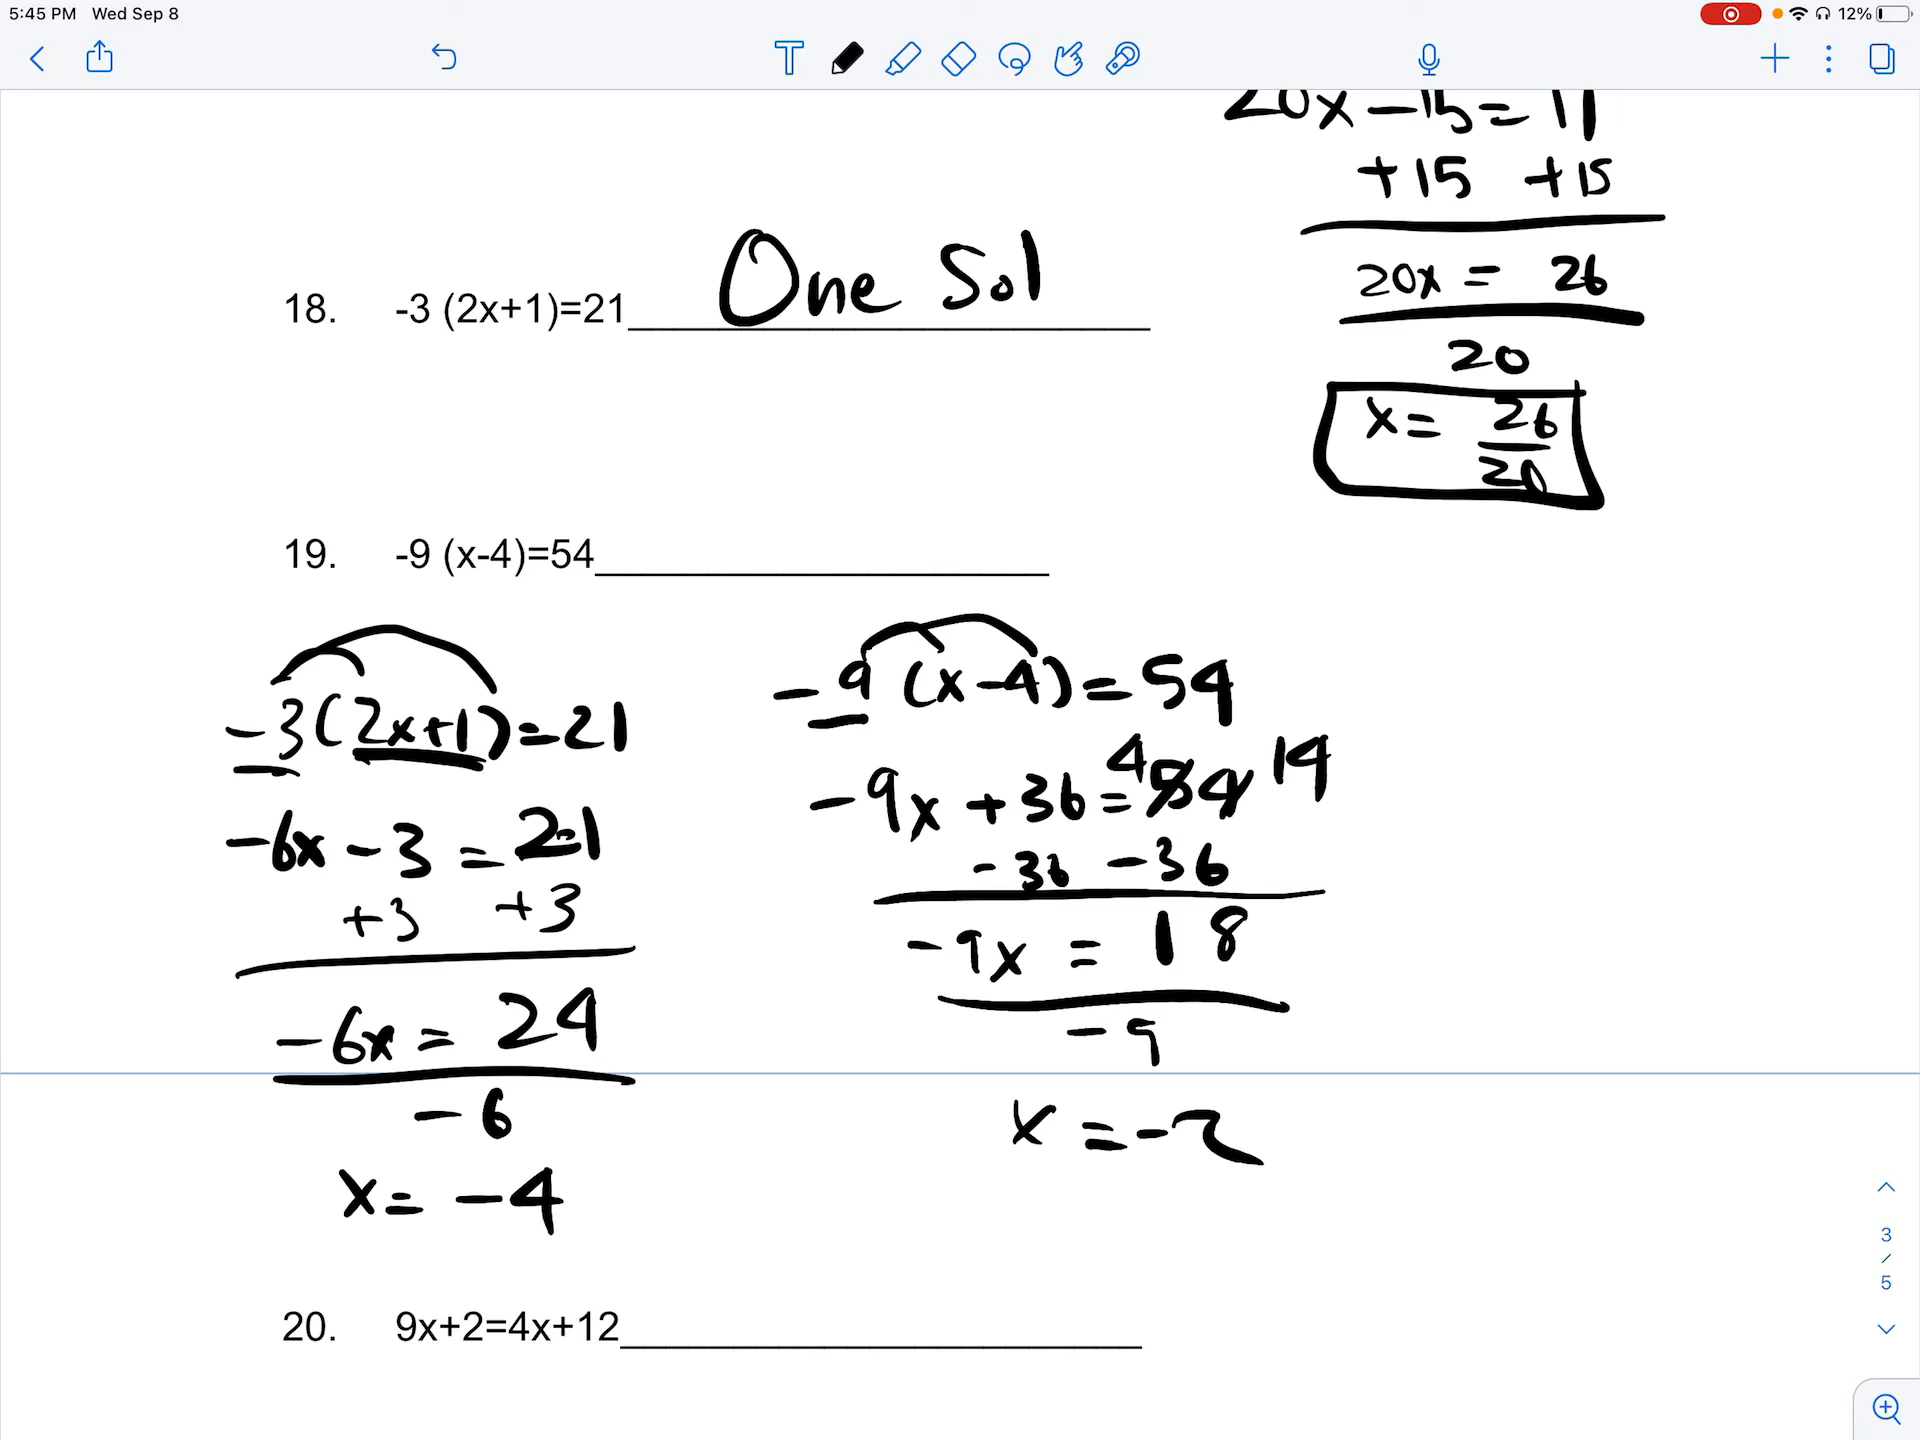 5:45 PM Wed Sep 8
12%
20x-15=11
+15 +15
20x = 26
20
x= 26
20
18. -3 (2x+1)=21 One Sol
19. -9 (x-4)=54
-3(2x+1)=21
-6x-3=21
+3 +3
-6x= 24
-6
x= -4
-9(x-4)=54
-9x+36=54 4 14
-36 -36
-9x = 18
-9
x=-2
20. 9x+2=4x+12
3
/
5